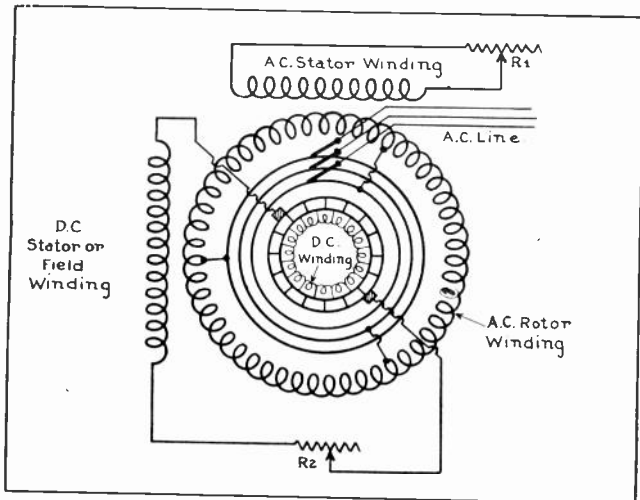 A.C. Stator Winding
R1
A.C. Line
D.C
Stator or
Field
Winding
D.C.
Winding
A.C. Rotor
Winding
R2